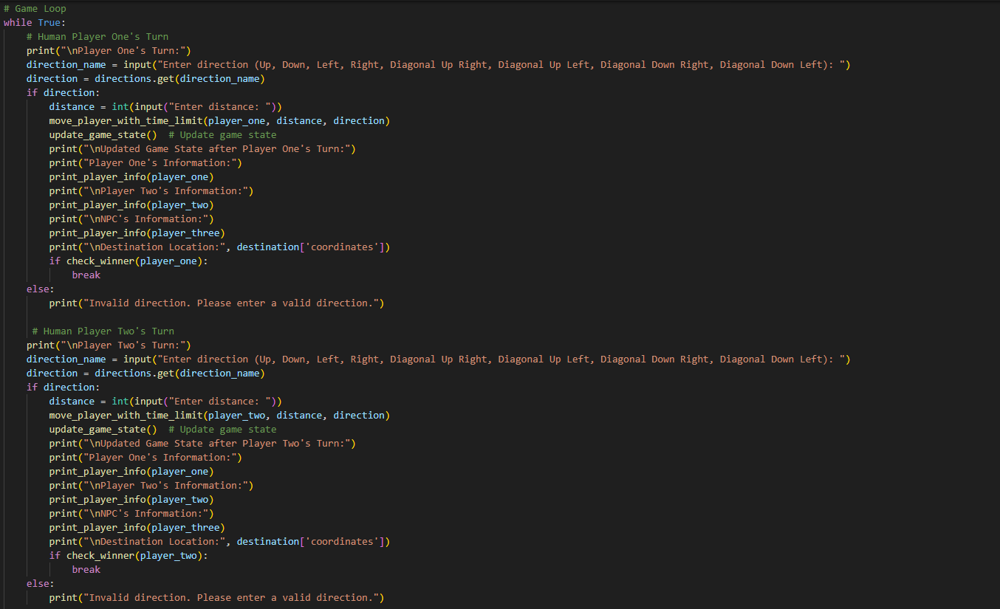 # Game Loop
while True:
    # Human Player One's Turn
    print("\nPlayer One's Turn:")
    direction_name = input("Enter direction (Up, Down, Left, Right, Diagonal Up Right, Diagonal Up Left, Diagonal Down Right, Diagonal Down Left): ")
    direction = directions.get(direction_name)
    if direction:
        distance = int(input("Enter distance: "))
        move_player_with_time_limit(player_one, distance, direction)
        update_game_state()  # Update game state
        print("\nUpdated Game State after Player One's Turn:")
        print("Player One's Information:")
        print_player_info(player_one)
        print("\nPlayer Two's Information:")
        print_player_info(player_two)
        print("\nNPC's Information:")
        print_player_info(player_three)
        print("\nDestination Location:", destination['coordinates'])
        if check_winner(player_one):
            break
    else:
        print("Invalid direction. Please enter a valid direction.")

     # Human Player Two's Turn
    print("\nPlayer Two's Turn:")
    direction_name = input("Enter direction (Up, Down, Left, Right, Diagonal Up Right, Diagonal Up Left, Diagonal Down Right, Diagonal Down Left): ")
    direction = directions.get(direction_name)
    if direction:
        distance = int(input("Enter distance: "))
        move_player_with_time_limit(player_two, distance, direction)
        update_game_state()  # Update game state
        print("\nUpdated Game State after Player Two's Turn:")
        print("Player One's Information:")
        print_player_info(player_one)
        print("\nPlayer Two's Information:")
        print_player_info(player_two)
        print("\nNPC's Information:")
        print_player_info(player_three)
        print("\nDestination Location:", destination['coordinates'])
        if check_winner(player_two):
            break
    else:
        print("Invalid direction. Please enter a valid direction.")